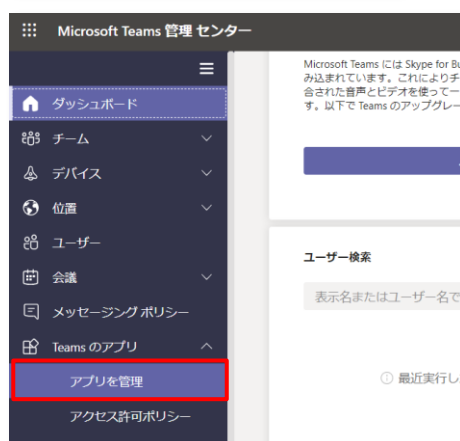 Microsoft Teams 管理 センター
ダッシュボード
チーム
デバイス
位置
ユーザー
会議
メッセージング ポリシー
Teams のアプリ
アプリを管理
アクセス許可ポリシー
Microsoft Teams には Skype for Bu
み込まれています。これによりチ
合された音声とビデオを使って一
す。以下で Teams のアップグレー
ユーザー検索
表示名またはユーザー名で
最近実行し